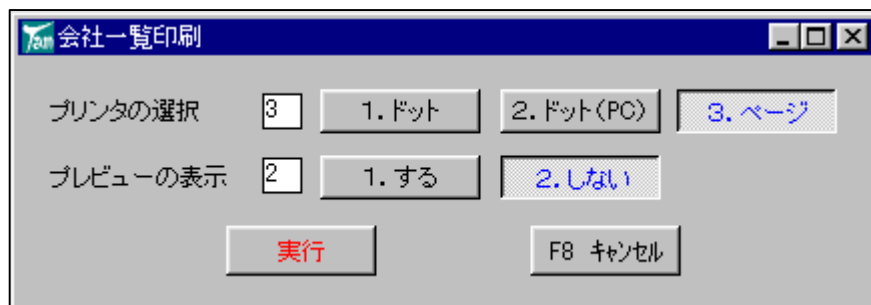 Tam 会社一覧印刷
プリンタの選択 3 1.ドット 2.ドット(PC) 3.ページ
プレビューの表示 2 1.する 2.しない
実行 F8 キャンセル